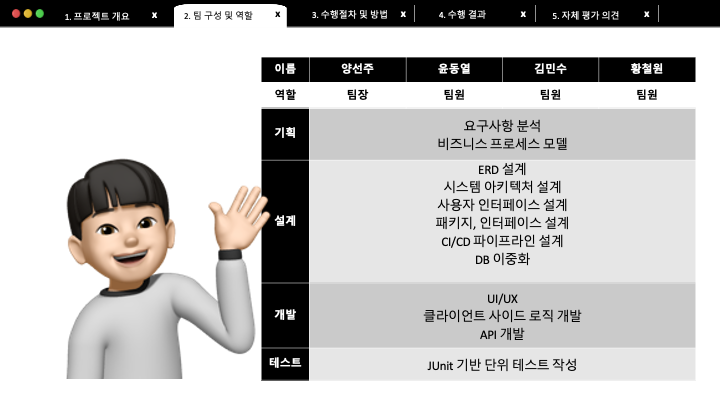 1. 프로젝트 개요 x
2. 팀 구성 및 역할 x
3. 수행절차 및 방법 x
4. 수행 결과 x
5. 자체 평가 의견 x
이름 양선주 윤동열 김민수 황철원
역할 팀장 팀원 팀원 팀원
기획
요구사항 분석
비즈니스 프로세스 모델
설계
ERD 설계
시스템 아키텍처 설계
사용자 인터페이스 설계
패키지, 인터페이스 설계
CI/CD 파이프라인 설계
DB 이중화
개발
UI/UX
클라이언트 사이드 로직 개발
API 개발
테스트
JUnit 기반 단위 테스트 작성